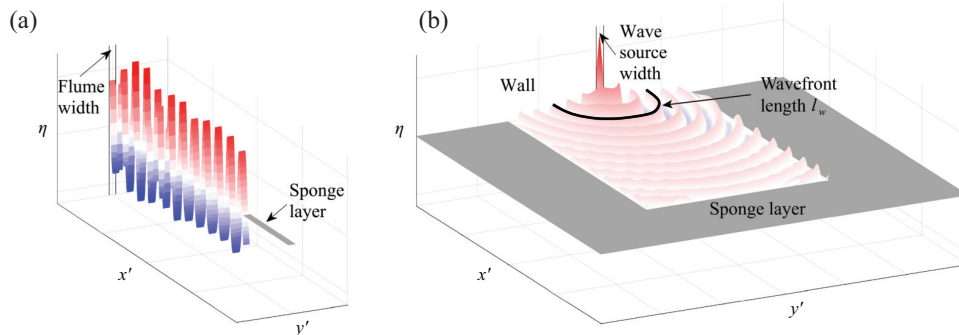 (a)
Flume
width
η
Sponge
layer
x′
y′
(b)
Wave
source
width
Wall
Wavefront
length l_w
η
Sponge layer
x′
y′